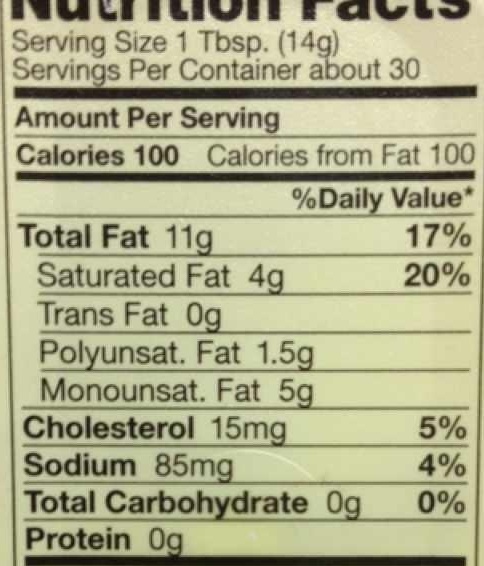 Nutrition Facts
Serving Size 1 Tbsp. (14g)
Servings Per Container about 30
Amount Per Serving
Calories 100 Calories from Fat 100
%Daily Value*
Total Fat 11g 17%
Saturated Fat 4g 20%
Trans Fat 0g
Polyunsat. Fat 1.5g
Monounsat. Fat 5g
Cholesterol 15mg 5%
Sodium 85mg 4%
Total Carbohydrate 0g 0%
Protein 0g